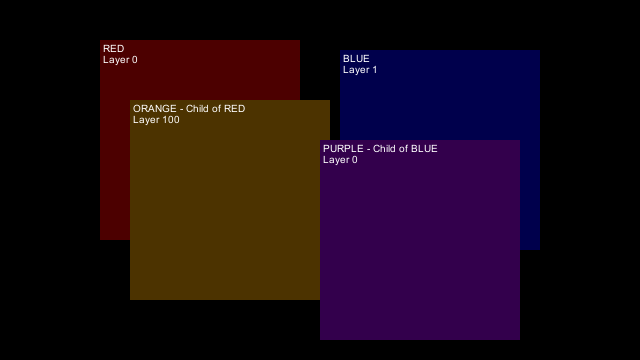 RED
Layer 0
BLUE
Layer 1
ORANGE - Child of RED
Layer 100
PURPLE - Child of BLUE
Layer 0